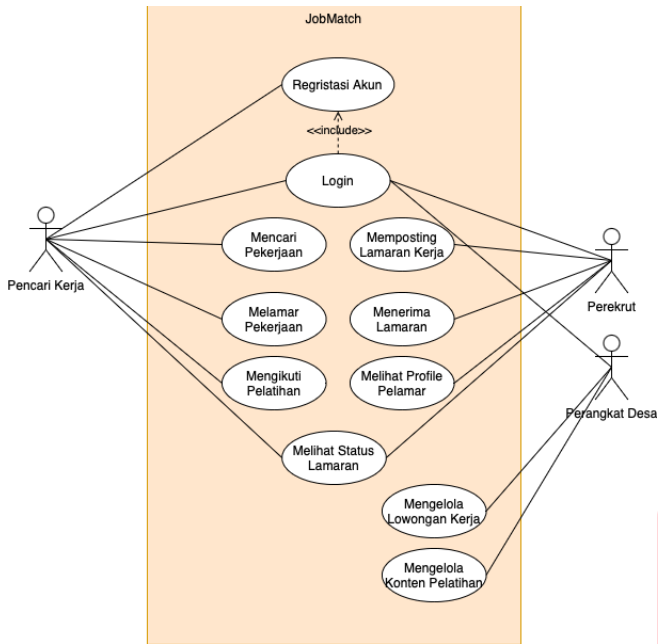 JobMatch
Regristasi Akun
<<include>>
Login
Mencari
Pekerjaan
Memposting
Lamaran Kerja
Pencari Kerja
Perekrut
Melamar
Pekerjaan
Menerima
Lamaran
Mengikuti
Pelatihan
Melihat Profile
Pelamar
Perangkat Desa
Melihat Status
Lamaran
Mengelola
Lowongan Kerja
Mengelola
Konten Pelatihan